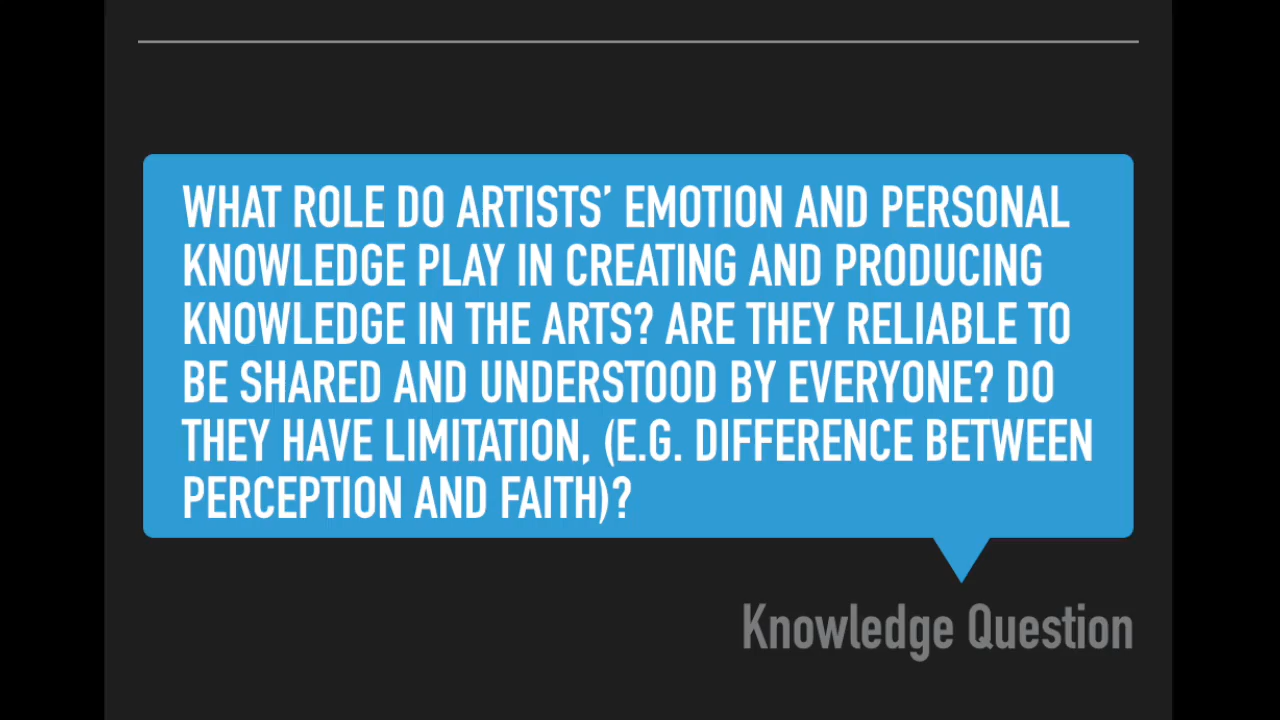 WHAT ROLE DO ARTISTS’ EMOTION AND PERSONAL
KNOWLEDGE PLAY IN CREATING AND PRODUCING
KNOWLEDGE IN THE ARTS? ARE THEY RELIABLE TO
BE SHARED AND UNDERSTOOD BY EVERYONE? DO
THEY HAVE LIMITATION, (E.G. DIFFERENCE BETWEEN
PERCEPTION AND FAITH)?
Knowledge Question